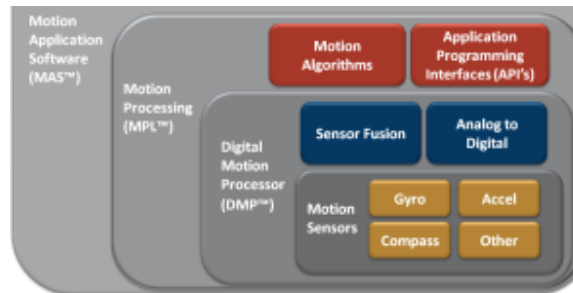 Motion
Application
Software
(MAS™)
Motion
Processing
(MPL™)
Motion
Algorithms
Application
Programming
Interfaces (API's)
Digital
Motion
Processor
(DMP™)
Sensor Fusion
Analog to
Digital
Motion
Sensors
Gyro
Accel
Compass
Other